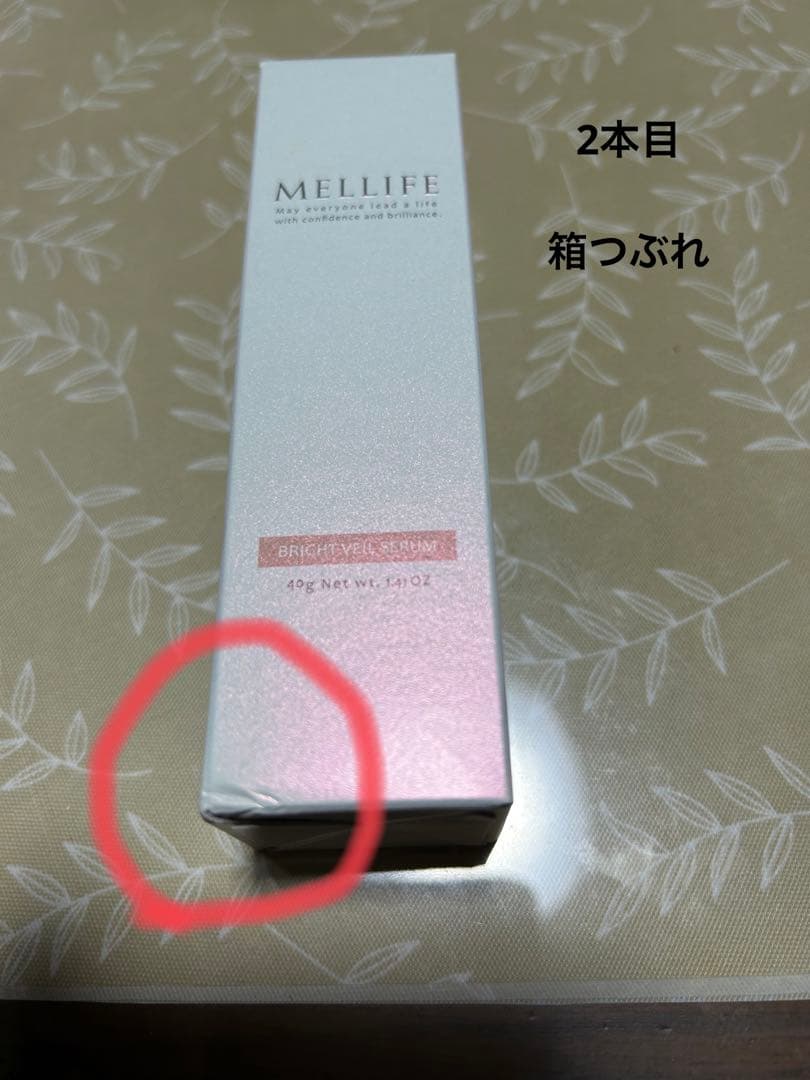 2本目
箱つぶれ
MELLIFE
May everyone lead a life
with confidence and brilliance.
BRIGHT VEIL SERUM
40g Net wt. 1.41OZ